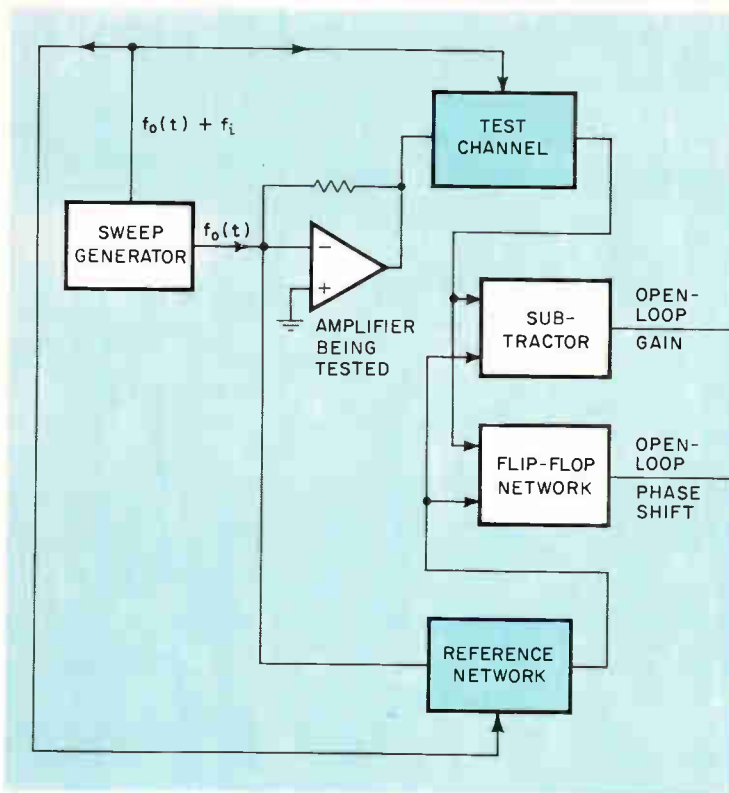 f₀(t) + fᵢ
TEST
CHANNEL
SWEEP
GENERATOR
f₀(t)
−
+
AMPLIFIER
BEING
TESTED
SUB-
TRACTOR
OPEN-
LOOP
GAIN
FLIP-FLOP
NETWORK
OPEN-
LOOP
PHASE
SHIFT
REFERENCE
NETWORK